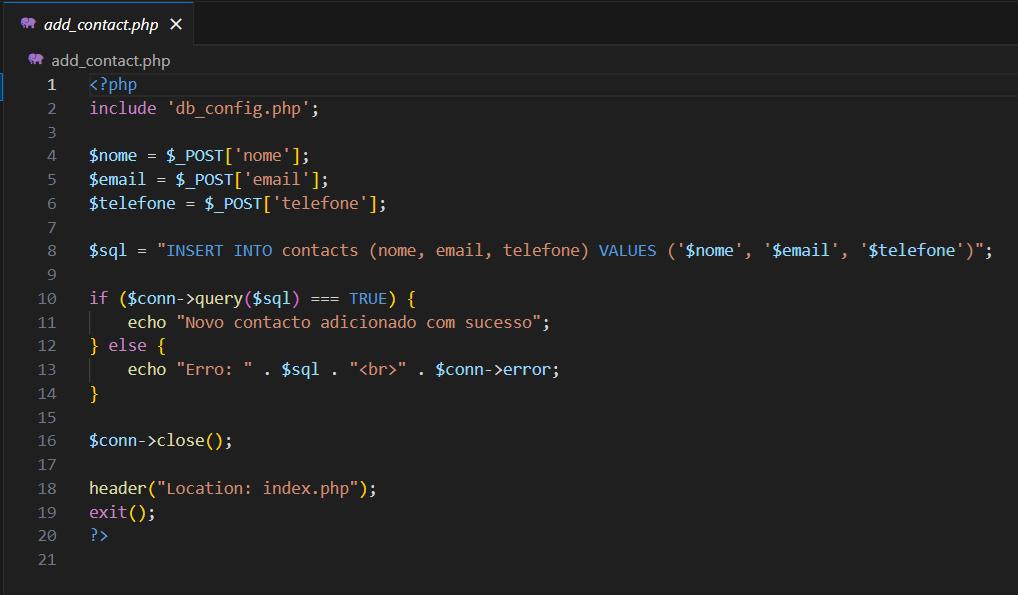 add_contact.php
add_contact.php
1 <?php
2 include 'db_config.php';
3
4 $nome = $_POST['nome'];
5 $email = $_POST['email'];
6 $telefone = $_POST['telefone'];
7
8 $sql = "INSERT INTO contacts (nome, email, telefone) VALUES ('$nome', '$email', '$telefone')";
9
10 if ($conn->query($sql) === TRUE) {
11     echo "Novo contacto adicionado com sucesso";
12 } else {
13     echo "Erro: " . $sql . "<br>" . $conn->error;
14 }
15
16 $conn->close();
17
18 header("Location: index.php");
19 exit();
20 ?>
21